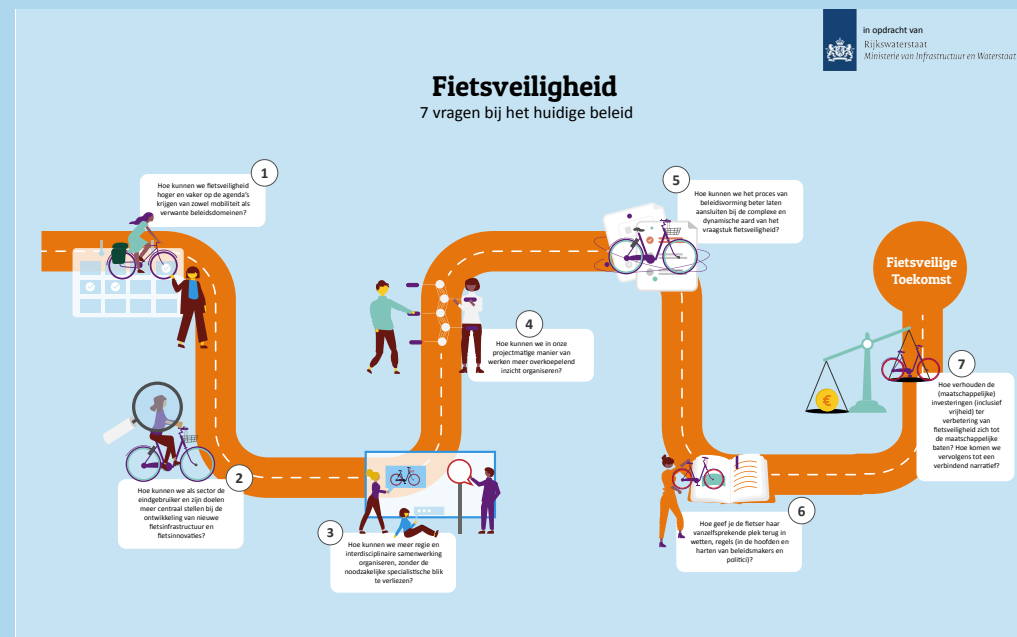 in opdracht van
Rijkswaterstaat
Ministerie van Infrastructuur en Waterstaat
Fietsveiligheid
7 vragen bij het huidige beleid
1
Hoe kunnen we fietsveiligheid
hoger en vaker op de agenda's
krijgen van zowel mobiliteit als
verwante beleidsdomeinen?
2
Hoe kunnen we als sector de
eindgebruiker en zijn doelen
meer centraal stellen bij de
ontwikkeling van nieuwe
fietsinfrastructuur en
fietsinnovaties?
3
Hoe kunnen we meer regie en
interdisciplinaire samenwerking
organiseren, zonder de
noodzakelijke specialistische blik
te verliezen?
4
Hoe kunnen we in onze
projectmatige manier van
werken meer overkoepelend
inzicht organiseren?
5
Hoe kunnen we het proces van
beleidsvorming beter laten
aansluiten bij de complexe en
dynamische aard van het
vraagstuk fietsveiligheid?
6
Hoe geef je de fietser haar
vanzelfsprekende plek terug in
wetten, regels (in de hoofden en
harten van beleidsmakers en
politici)?
Fietsveilige
Toekomst
€
7
Hoe verhouden de
(maatschappelijke)
investeringen (inclusief
vrijheid) ter
verbetering van
fietsveiligheid zich tot
de maatschappelijke
baten? Hoe komen we
vervolgens tot een
verbindend narratief?